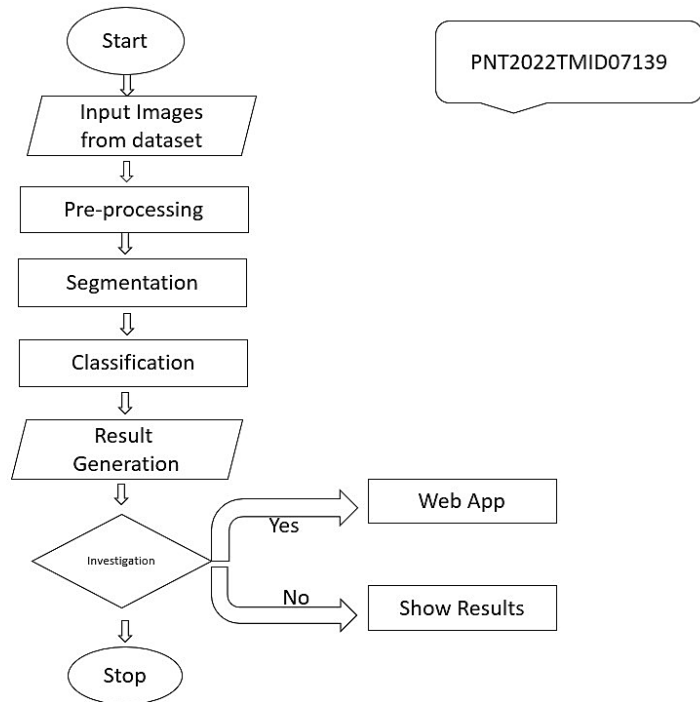 Start
PNT2022TMID07139
Input Images
from dataset
Pre-processing
Segmentation
Classification
Result
Generation
Web App
Yes
Investigation
No
Show Results
Stop